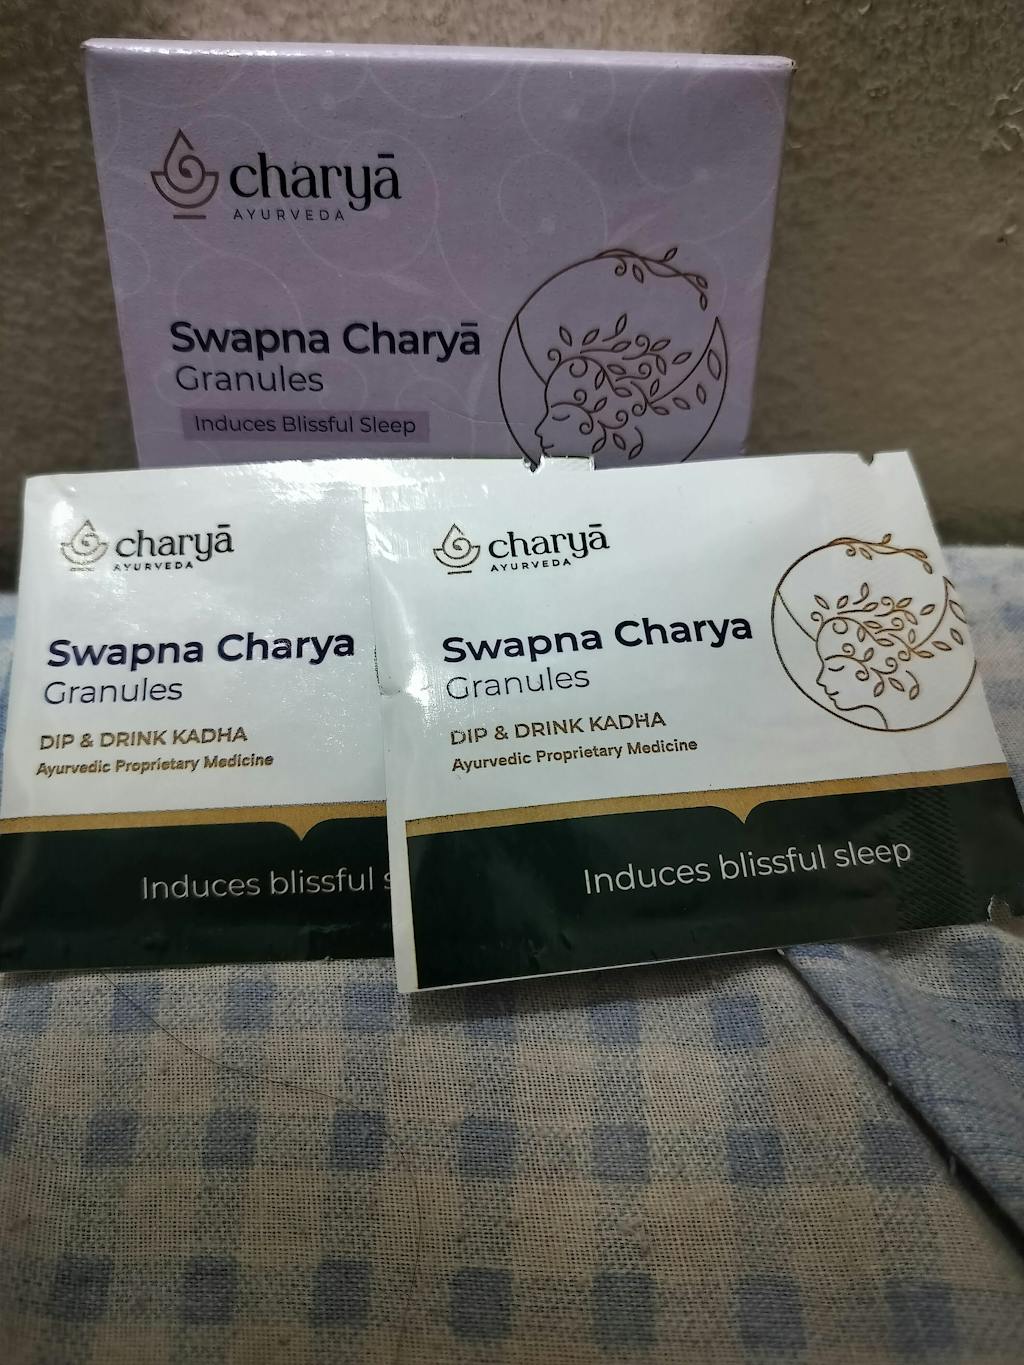 charyā
AYURVEDA
Swapna Charyā
Granules
Induces Blissful Sleep
charyā
AYURVEDA
Swapna Charya
Granules
DIP & DRINK KADHA
Ayurvedic Proprietary Medicine
Induces blissful s
charyā
AYURVEDA
Swapna Charya
Granules
DIP & DRINK KADHA
Ayurvedic Proprietary Medicine
Induces blissful sleep